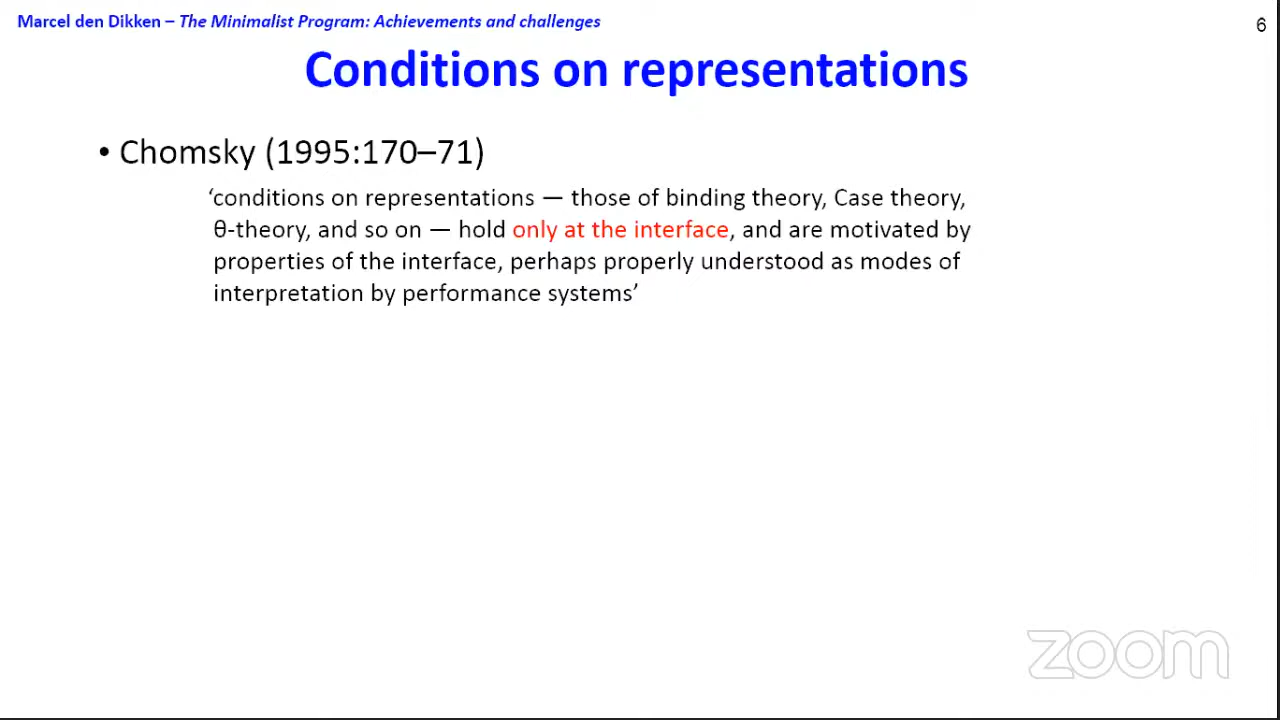 Marcel den Dikken – The Minimalist Program: Achievements and challenges
6
Conditions on representations
• Chomsky (1995:170–71)
‘conditions on representations — those of binding theory, Case theory,
θ-theory, and so on — hold only at the interface, and are motivated by
properties of the interface, perhaps properly understood as modes of
interpretation by performance systems’
zoom